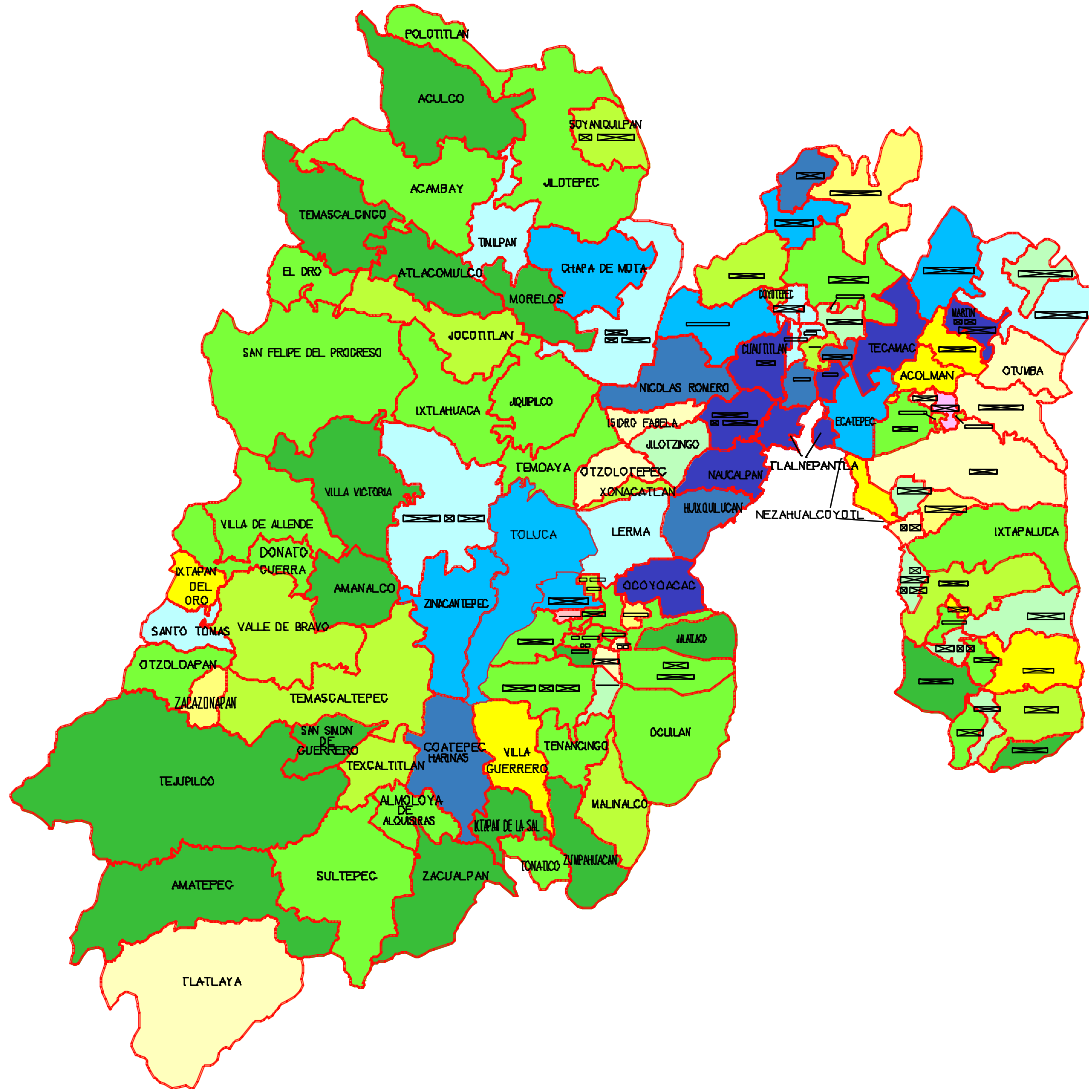 POLOTITLAN
ACULCO
SOYANIQUILPAN
ACAMBAY
JILOTEPEC
TEMASCALCINGO
TIMILPAN
EL ORO
ATLACOMULCO
CHAPA DE MOTA
MORELOS
COYOTEPEC
MARTIN
JOCOTITLAN
SAN FELIPE DEL PROGRESO
CUAUTITLAN
TECAMAC
ACOLMAN
OTUMBA
NICOLAS ROMERO
IXTLAHUACA
JIQUIPILCO
ISIDRO FABELA
ECATEPEC
JILOTZINGO
TEMOAYA
OTZOLOTEPEC
NAUCALPAN
TLALNEPANTLA
XONACATLAN
VILLA VICTORIA
HUIXQUILUCAN
NEZAHUALCOYOTL
VILLA DE ALLENDE
TOLUCA
LERMA
IXTAPALUCA
DONATO
GUERRA
IXTAPAN
DEL
ORO
AMANALCO
OCOYOACAC
ZINACANTEPEC
SANTO TOMAS
VALLE DE BRAVO
JALATLACO
OTZOLOAPAN
ZACAZONAPAN
TEMASCALTEPEC
SAN SIMON
DE
GUERRERO
OCUILAN
COATEPEC
HARINAS
VILLA
GUERRERO
TENANCINGO
TEXCALTITLAN
TEJUPILCO
ALMOLOYA
DE
ALQUISIRAS
MALINALCO
IXTAPAN DE LA SAL
TONATICO
ZUMPAHUACAN
SULTEPEC
ZACUALPAN
AMATEPEC
TLATLAYA